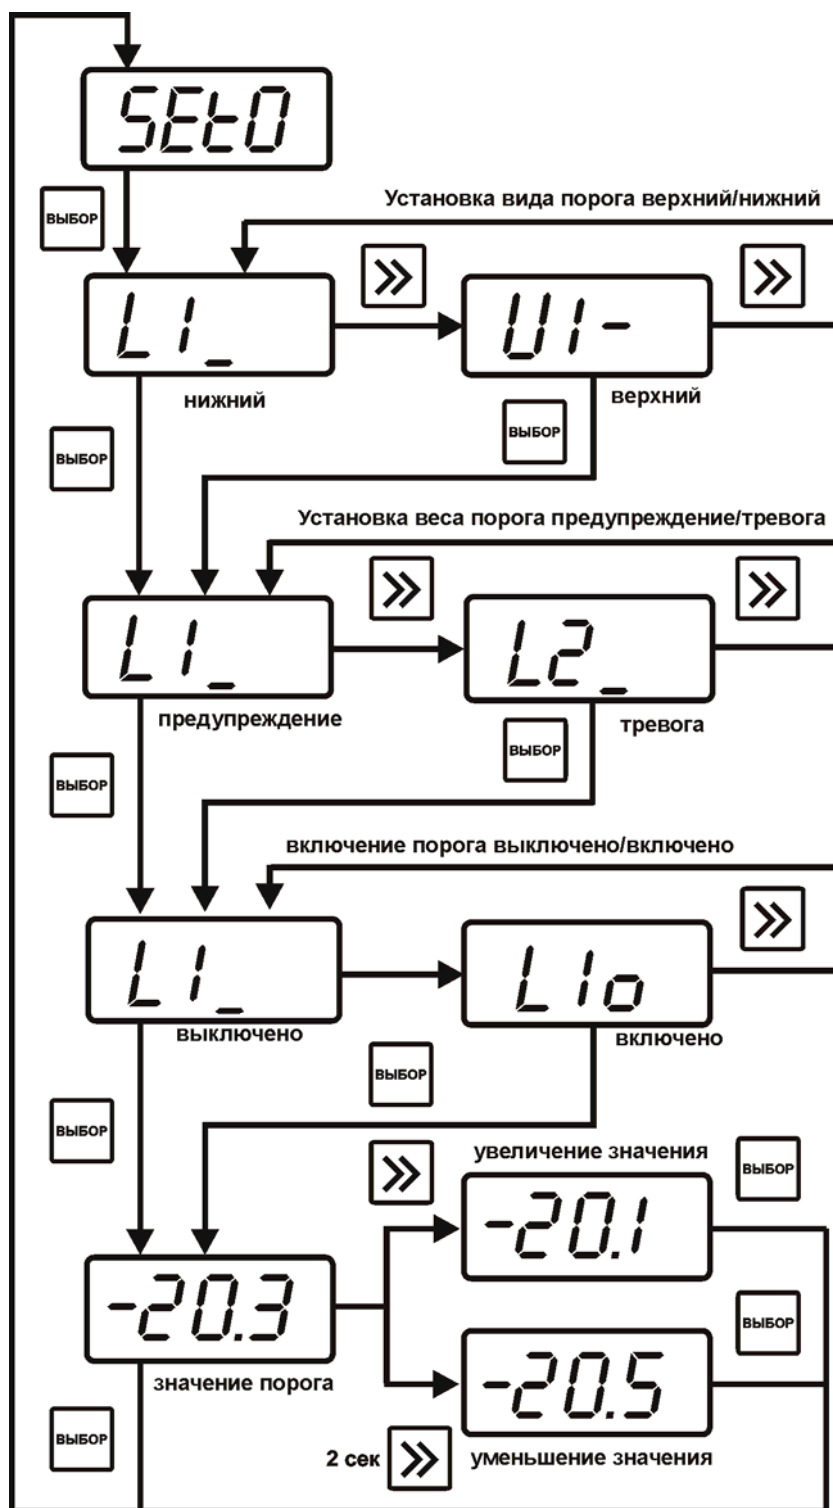 SEt0
ВЫБОР
Установка вида порога верхний/нижний
L1_
U1-
нижний
верхний
ВЫБОР
ВЫБОР
Установка веса порога предупреждение/тревога
L1_
L2_
предупреждение
тревога
ВЫБОР
ВЫБОР
включение порога выключено/включено
L1_
L1o
выключено
включено
ВЫБОР
ВЫБОР
увеличение значения
ВЫБОР
-20.1
-20.3
ВЫБОР
-20.5
значение порога
ВЫБОР
2 сек
уменьшение значения